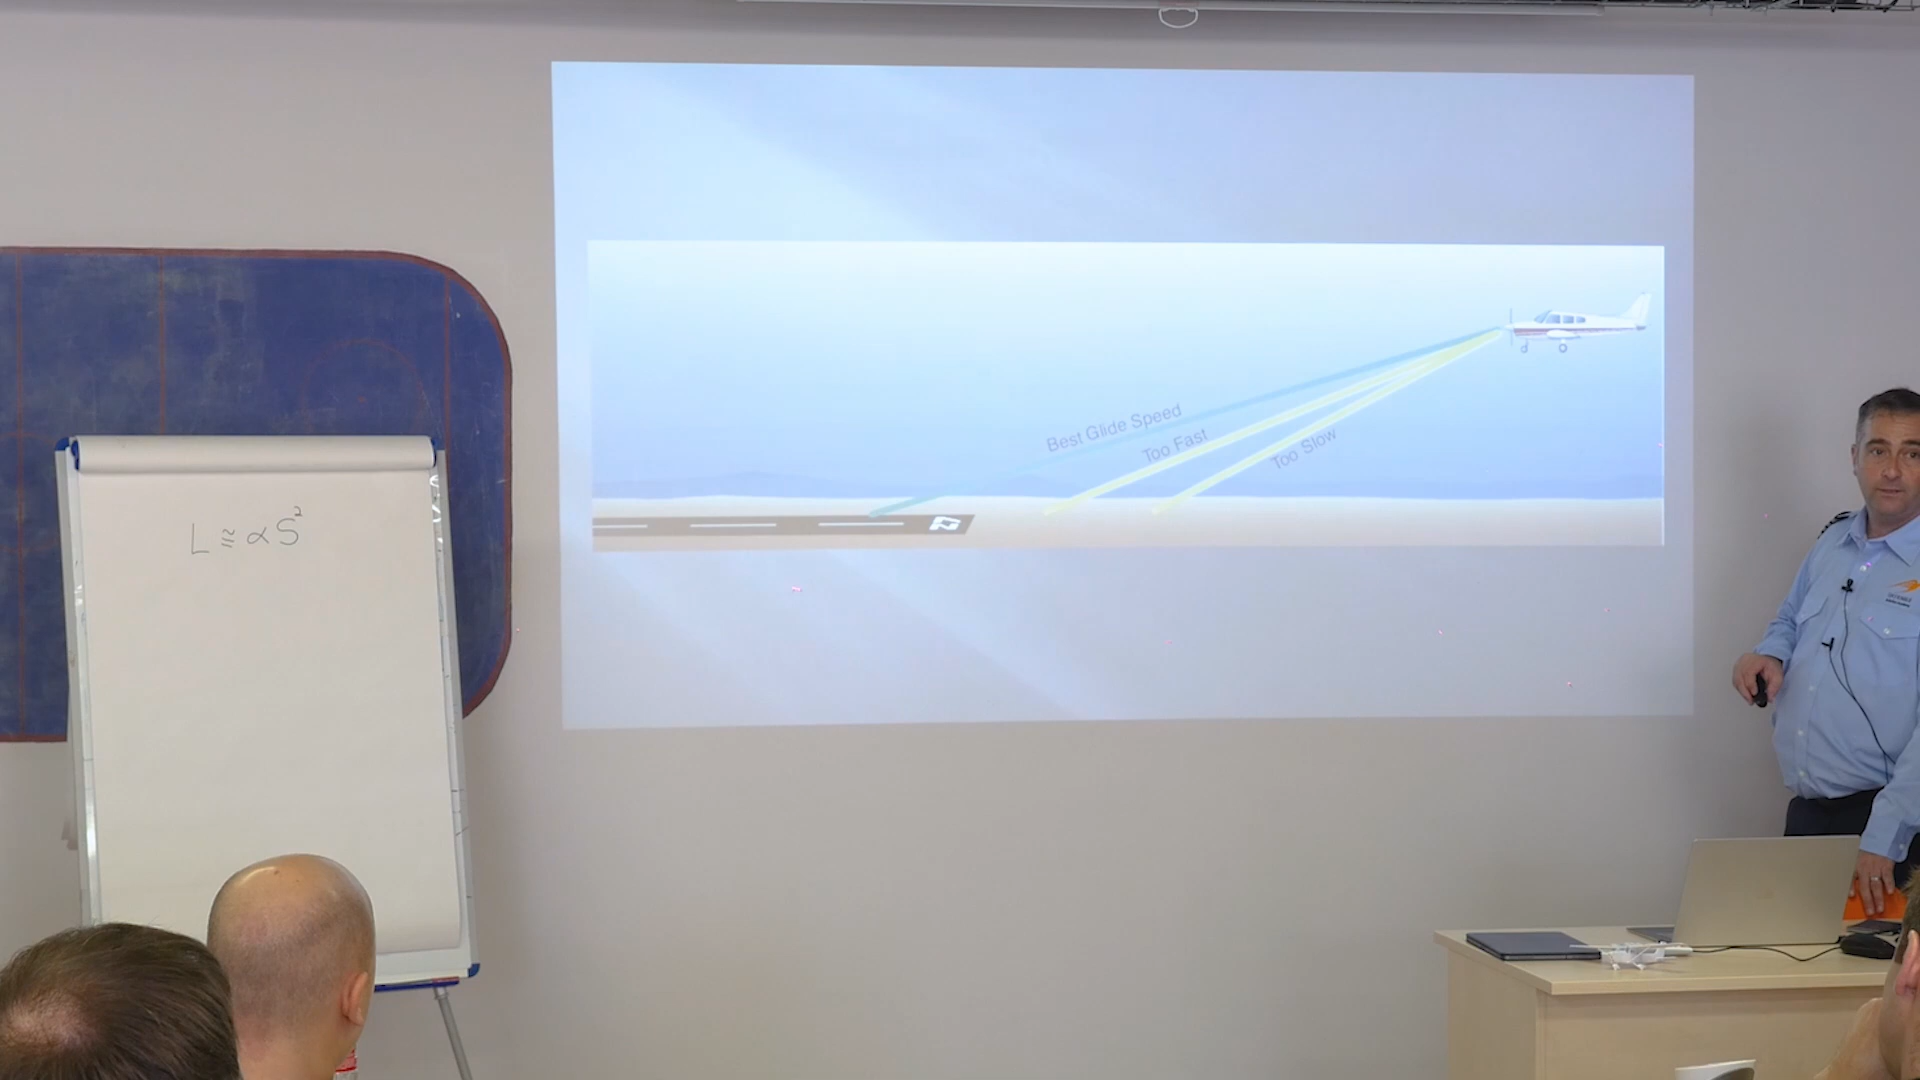 L ≅ αS²
Best Glide Speed
Too Fast
Too Slow